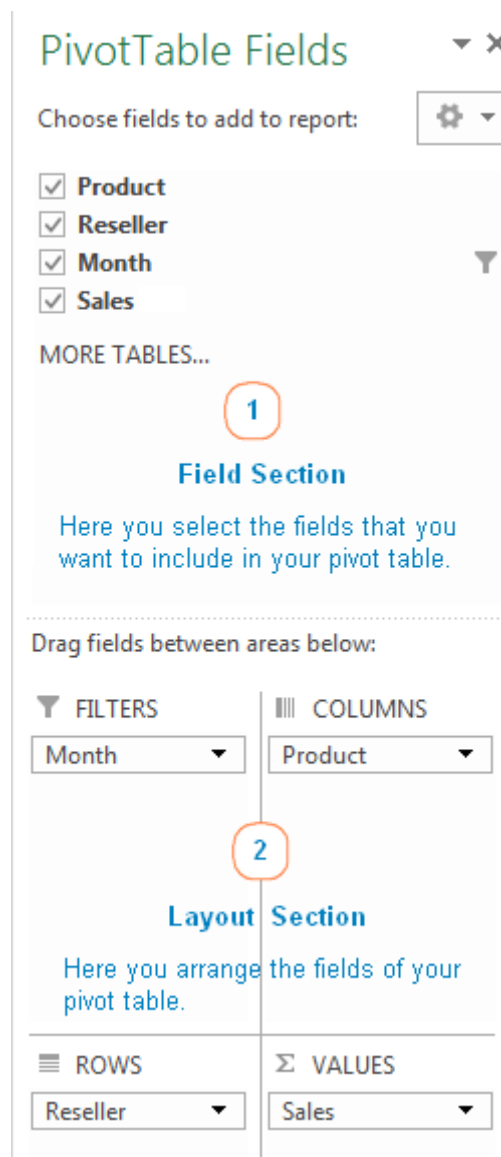 PivotTable Fields
Choose fields to add to report:
Product
Reseller
Month
Sales
MORE TABLES...
1
Field Section
Here you select the fields that you
want to include in your pivot table.
Drag fields between areas below:
FILTERS
COLUMNS
Month
Product
2
Layout Section
Here you arrange the fields of your
pivot table.
ROWS
Σ VALUES
Reseller
Sales